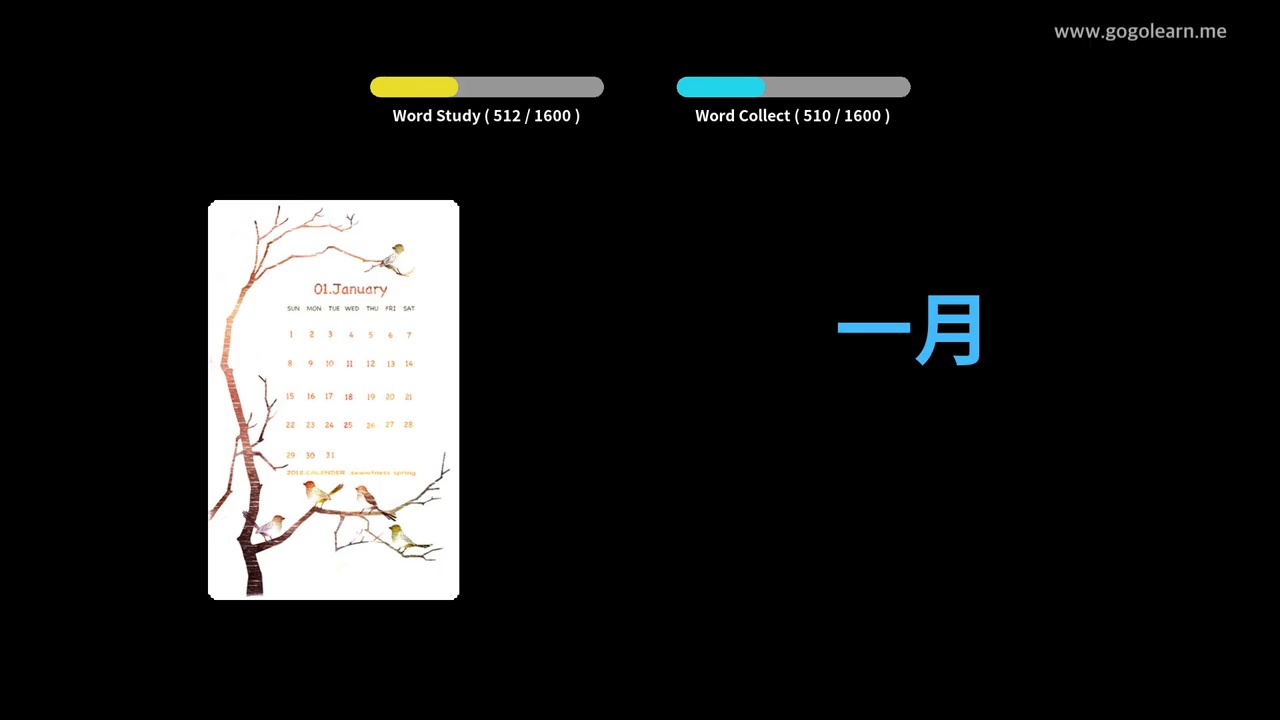 www.gogolearn.me
Word Study ( 512 / 1600 )
Word Collect ( 510 / 1600 )
01.January
SUN MON TUE WED THU FRI SAT
1 2 3 4 5 6 7
8 9 10 11 12 13 14
15 16 17 18 19 20 21
22 23 24 25 26 27 28
29 30 31
CALENDER spring
一月